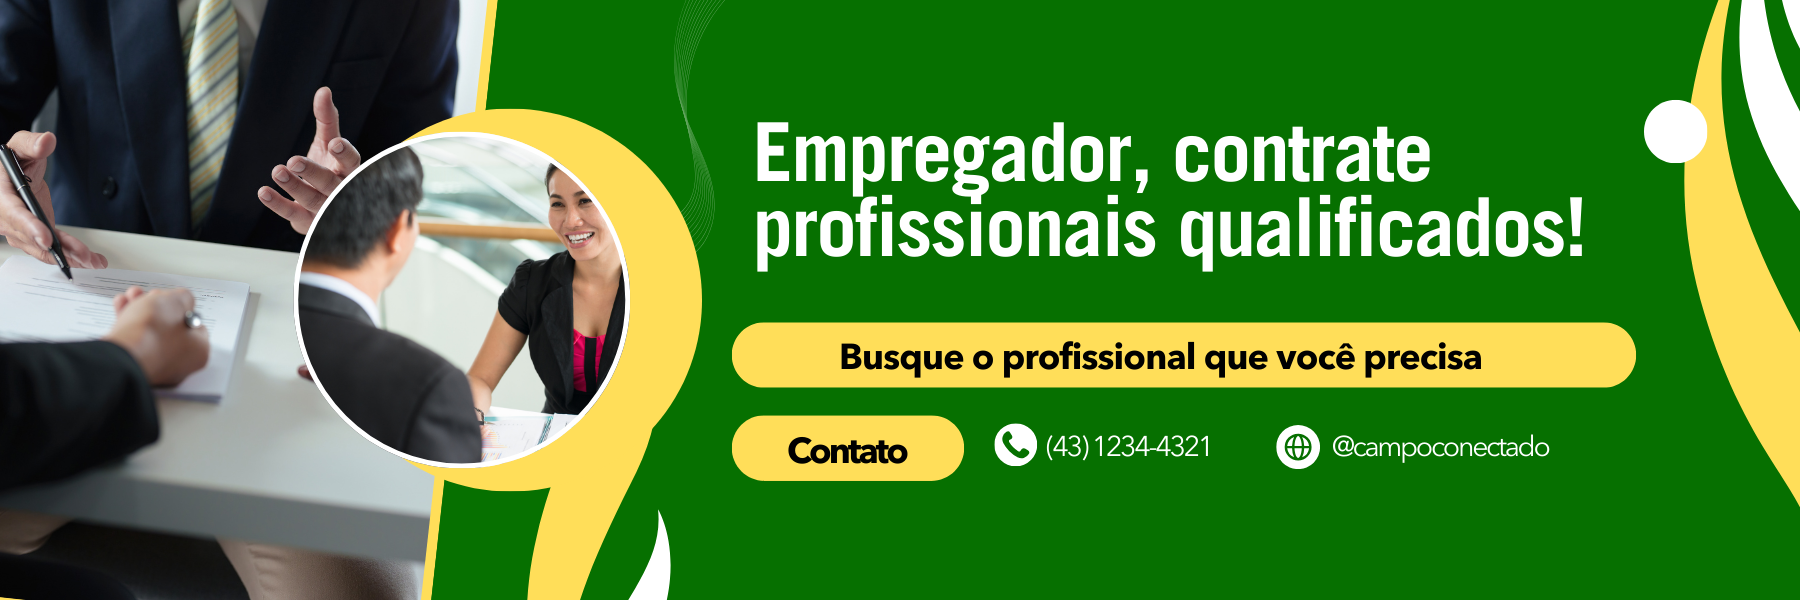 Empregador, contrate
profissionais qualificados!
Busque o profissional que você precisa
Contato
(43) 1234-4321
@campoconectado